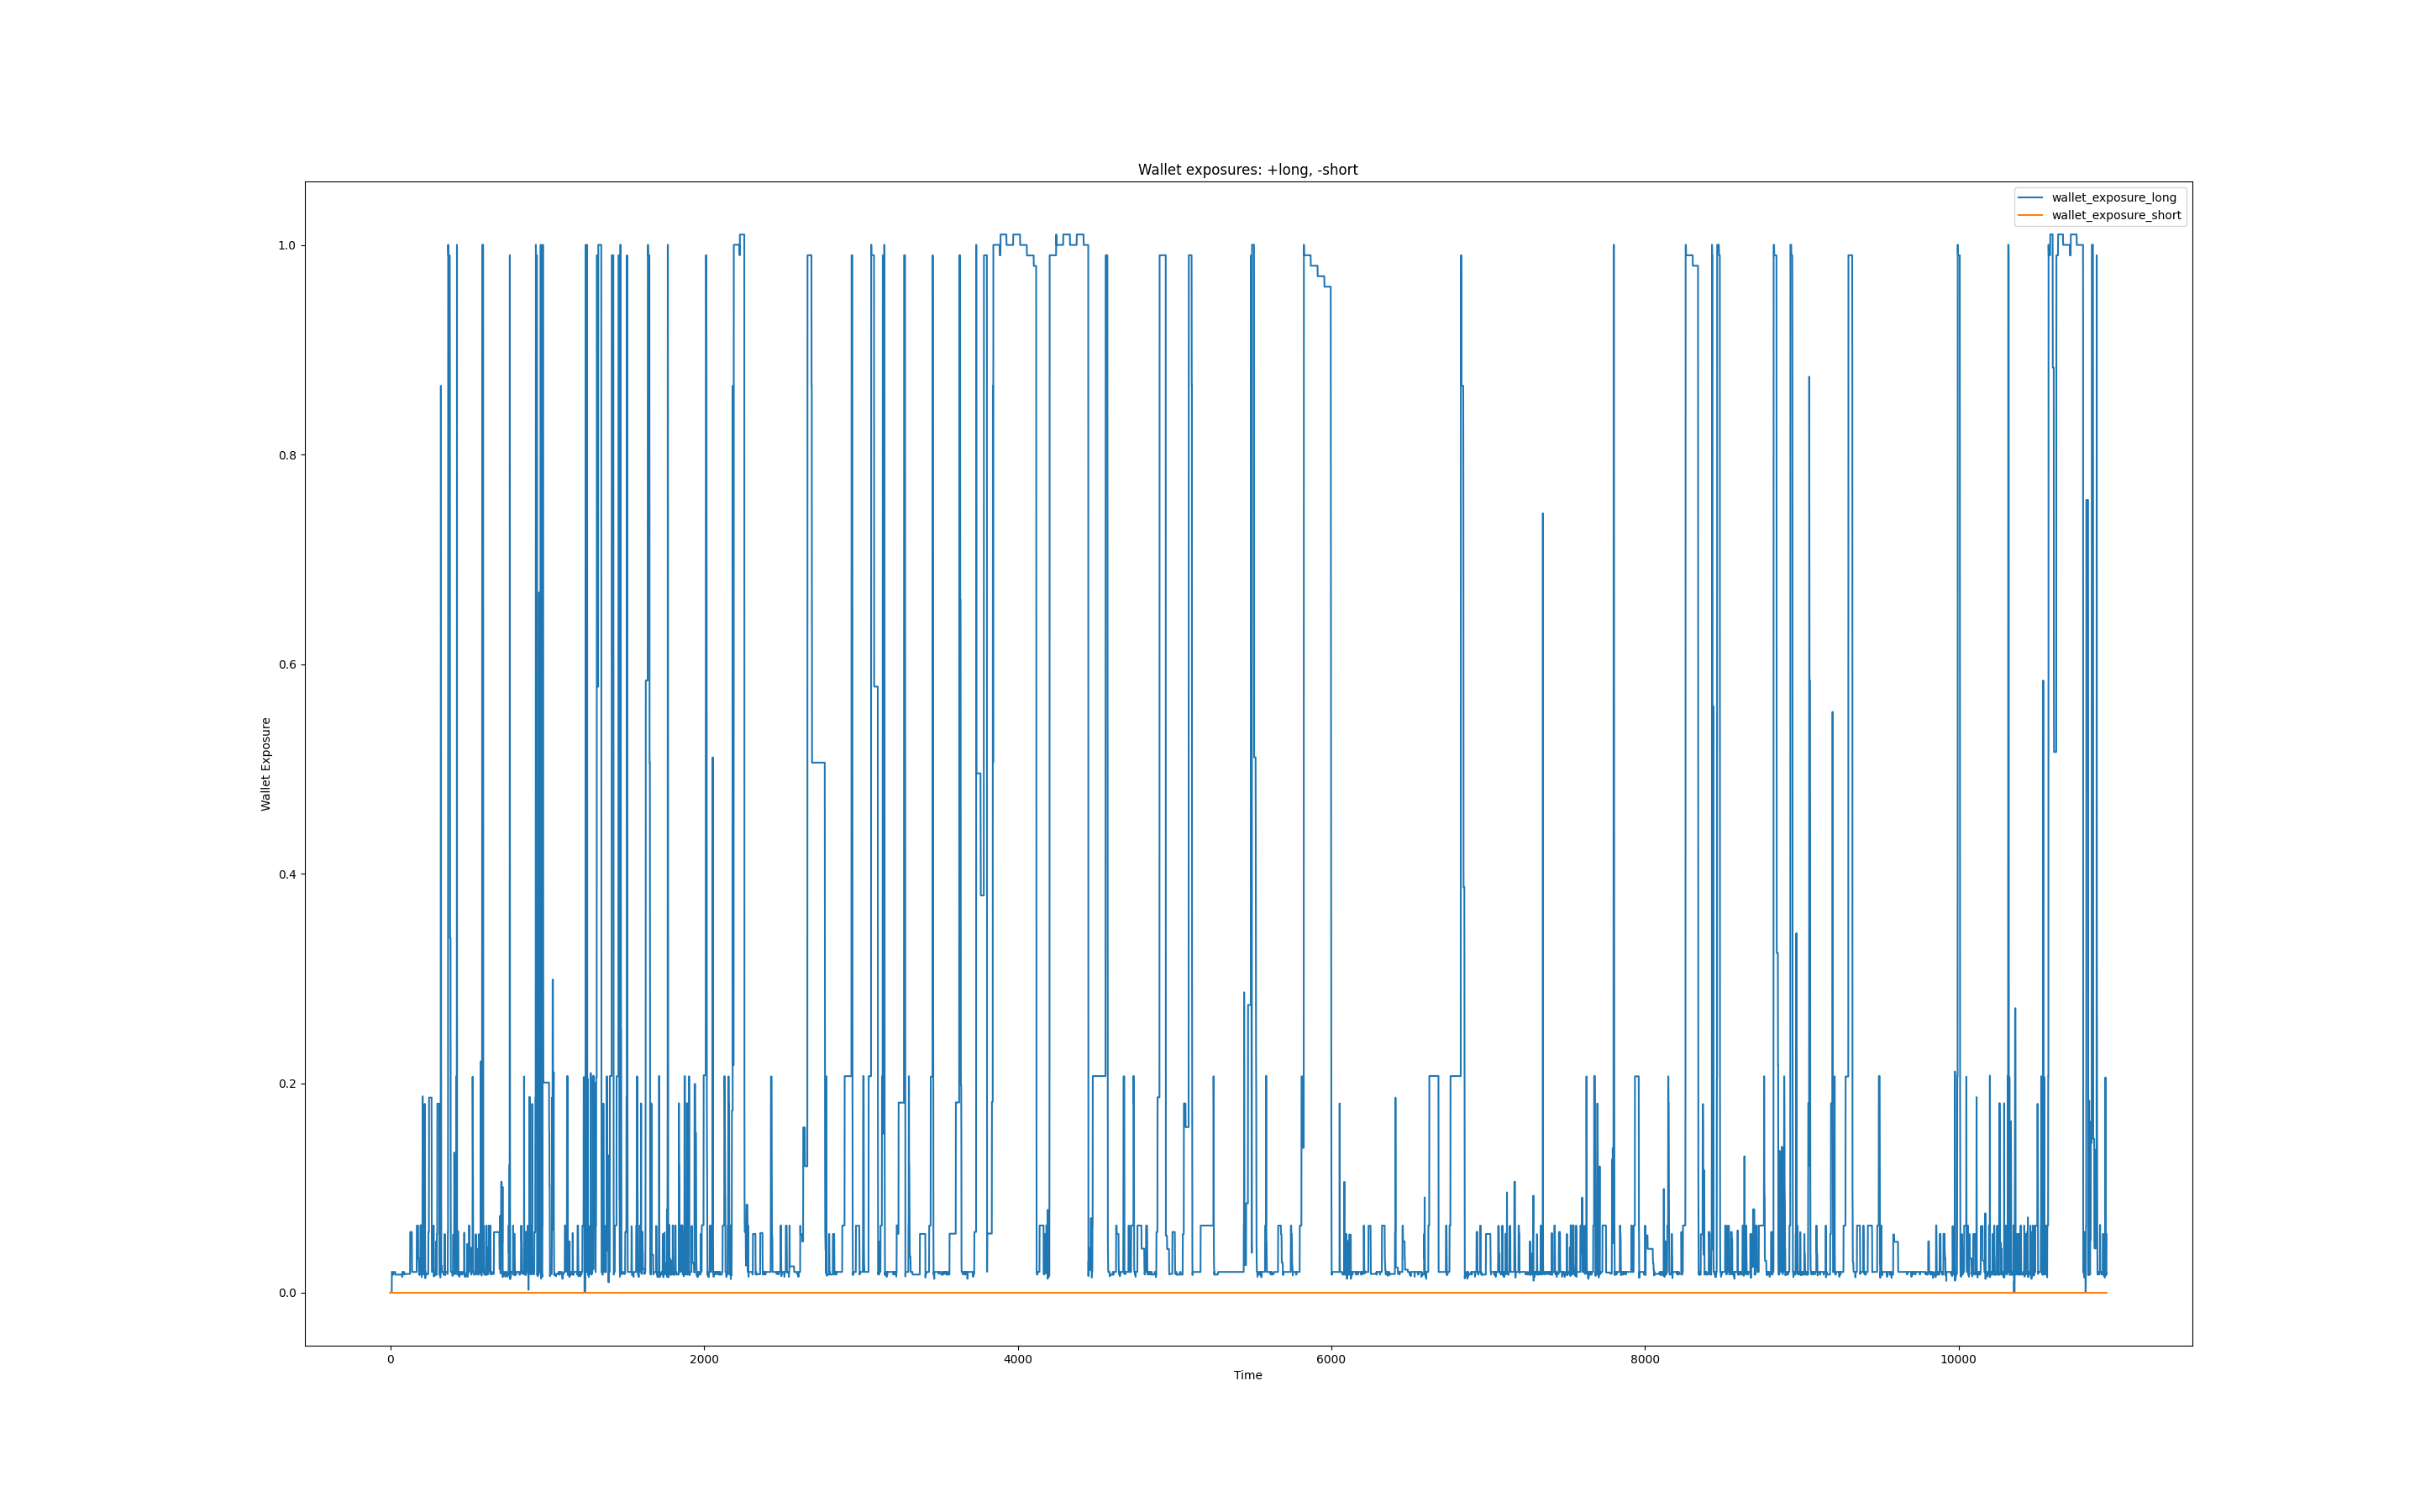 Wallet exposures: +long, -short
wallet_exposure_long
wallet_exposure_short
1.0
0.8
0.6
0.4
0.2
0.0
Wallet Exposure
0 2000 4000 6000 8000 10000
Time